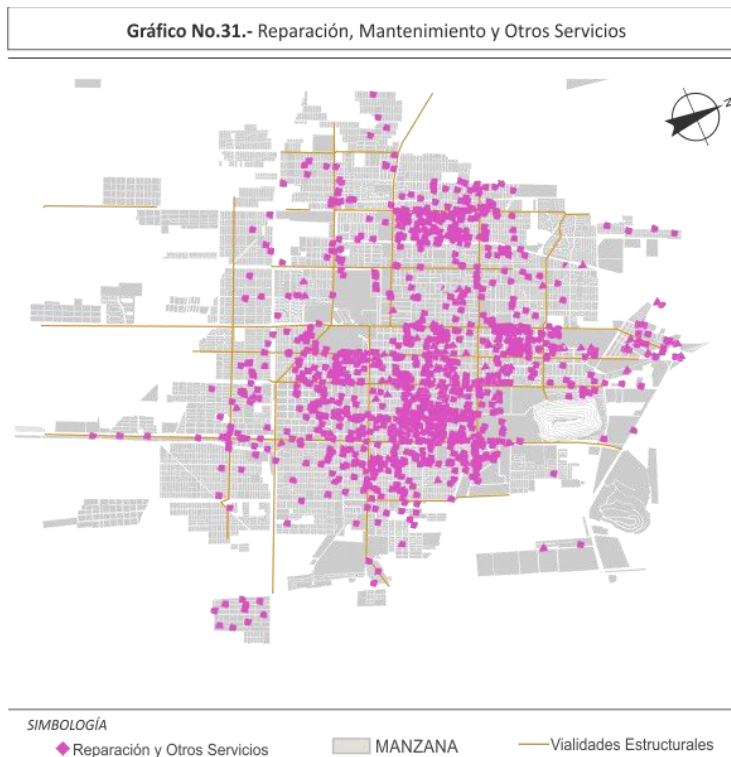 Gráfico No.31.- Reparación, Mantenimiento y Otros Servicios
N
SIMBOLOGÍA
Reparación y Otros Servicios MANZANA Vialidades Estructurales